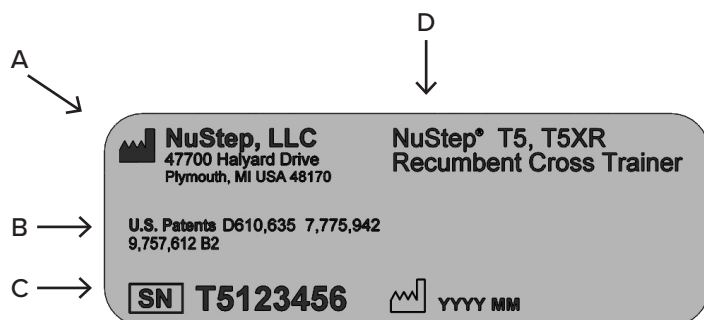 D
A
NuStep, LLC
47700 Halyard Drive
Plymouth, MI USA 48170
NuStep® T5, T5XR
Recumbent Cross Trainer
B
U.S. Patents D610,635 7,775,942
9,757,612 B2
C
SN T5123456
YYYY MM